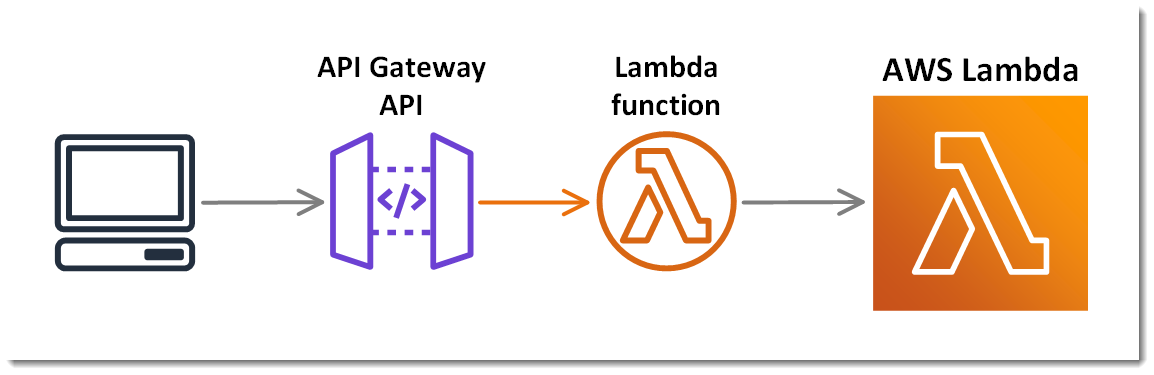 API Gateway
API
Lambda
function
AWS Lambda
</>